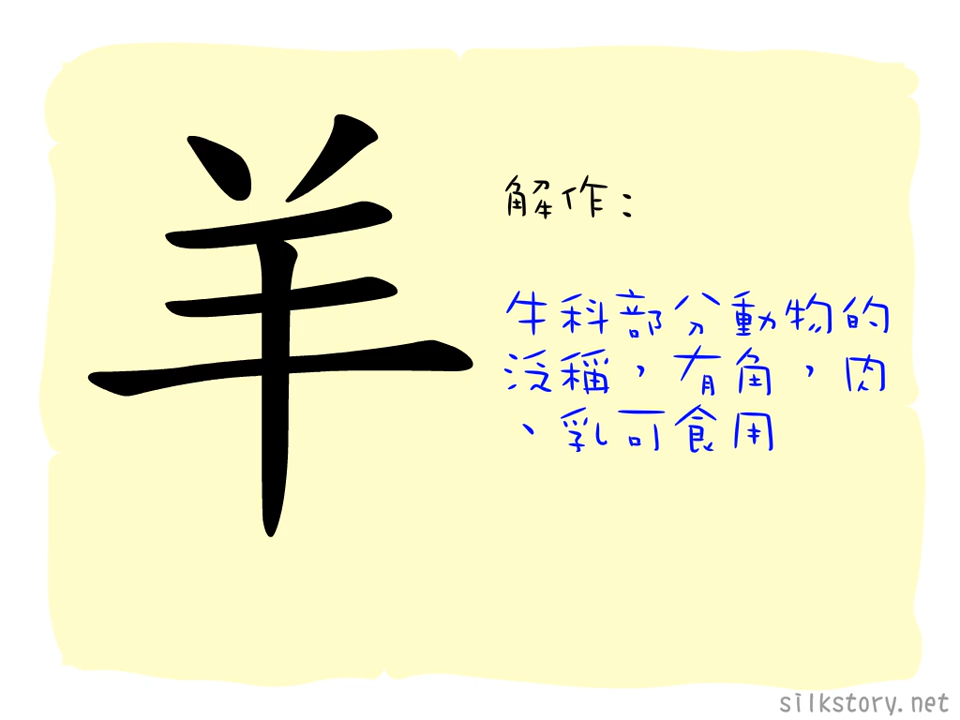 羊
解作：
牛科部分動物的
泛稱，有角，肉
、乳可食用
silkstory.net